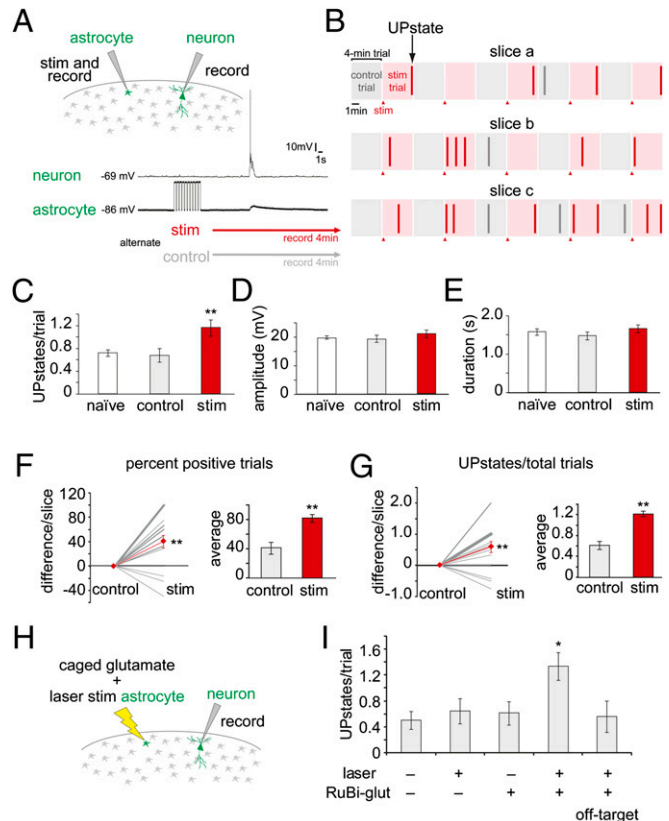 A
astrocyte
neuron
stim and
record
record
10mV
1s
neuron
-69 mV
astrocyte
-86 mV
alternate
stim
record 4min
control
record 4min
B
UPstate
4-min trial
slice a
control
trial
stim
trial
1min
stim
slice b
slice c
C
UPstates/trial
1.2
0.8
0.4
0
**
naïve
control
stim
D
amplitude (mV)
20
10
0
naïve
control
stim
E
duration (s)
2.0
1.0
0
naïve
control
stim
F
percent positive trials
difference/slice
120
80
40
0
-40
**
control
stim
average
80
40
0
**
control
stim
G
UPstates/total trials
difference/slice
2.0
1.0
0
-1.0
**
control
stim
average
1.2
0.8
0.4
0
**
control
stim
H
caged glutamate
+
laser stim astrocyte
neuron
record
I
UPstates/trial
1.6
1.2
0.8
0.4
0
*
laser – + – + +
RuBi-glut – – + + +
off-target